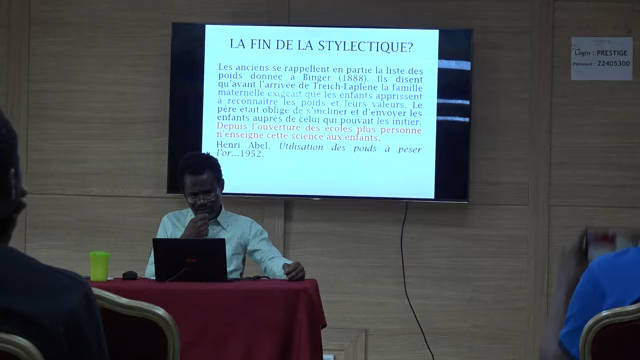 LA FIN DE LA STYLECTIQUE?
Les anciens se rappellent en partie la liste des
poids donnée à Binger (1888). Ils disent
qu'avant l'arrivée de Treich-Laplène la famille
maternelle exigeait que les enfants apprissent
à reconnaître les poids et leurs valeurs. Le
père était obligé de s'incliner et d'envoyer les
enfants auprès de celui qui pouvait les initier.
Depuis l'ouverture des écoles plus personne
n'enseigne cette science aux enfants.
Henri Abel, Utilisation des poids à peser
l'or...1952.
Login : PRESTIGE
Password : 22405300